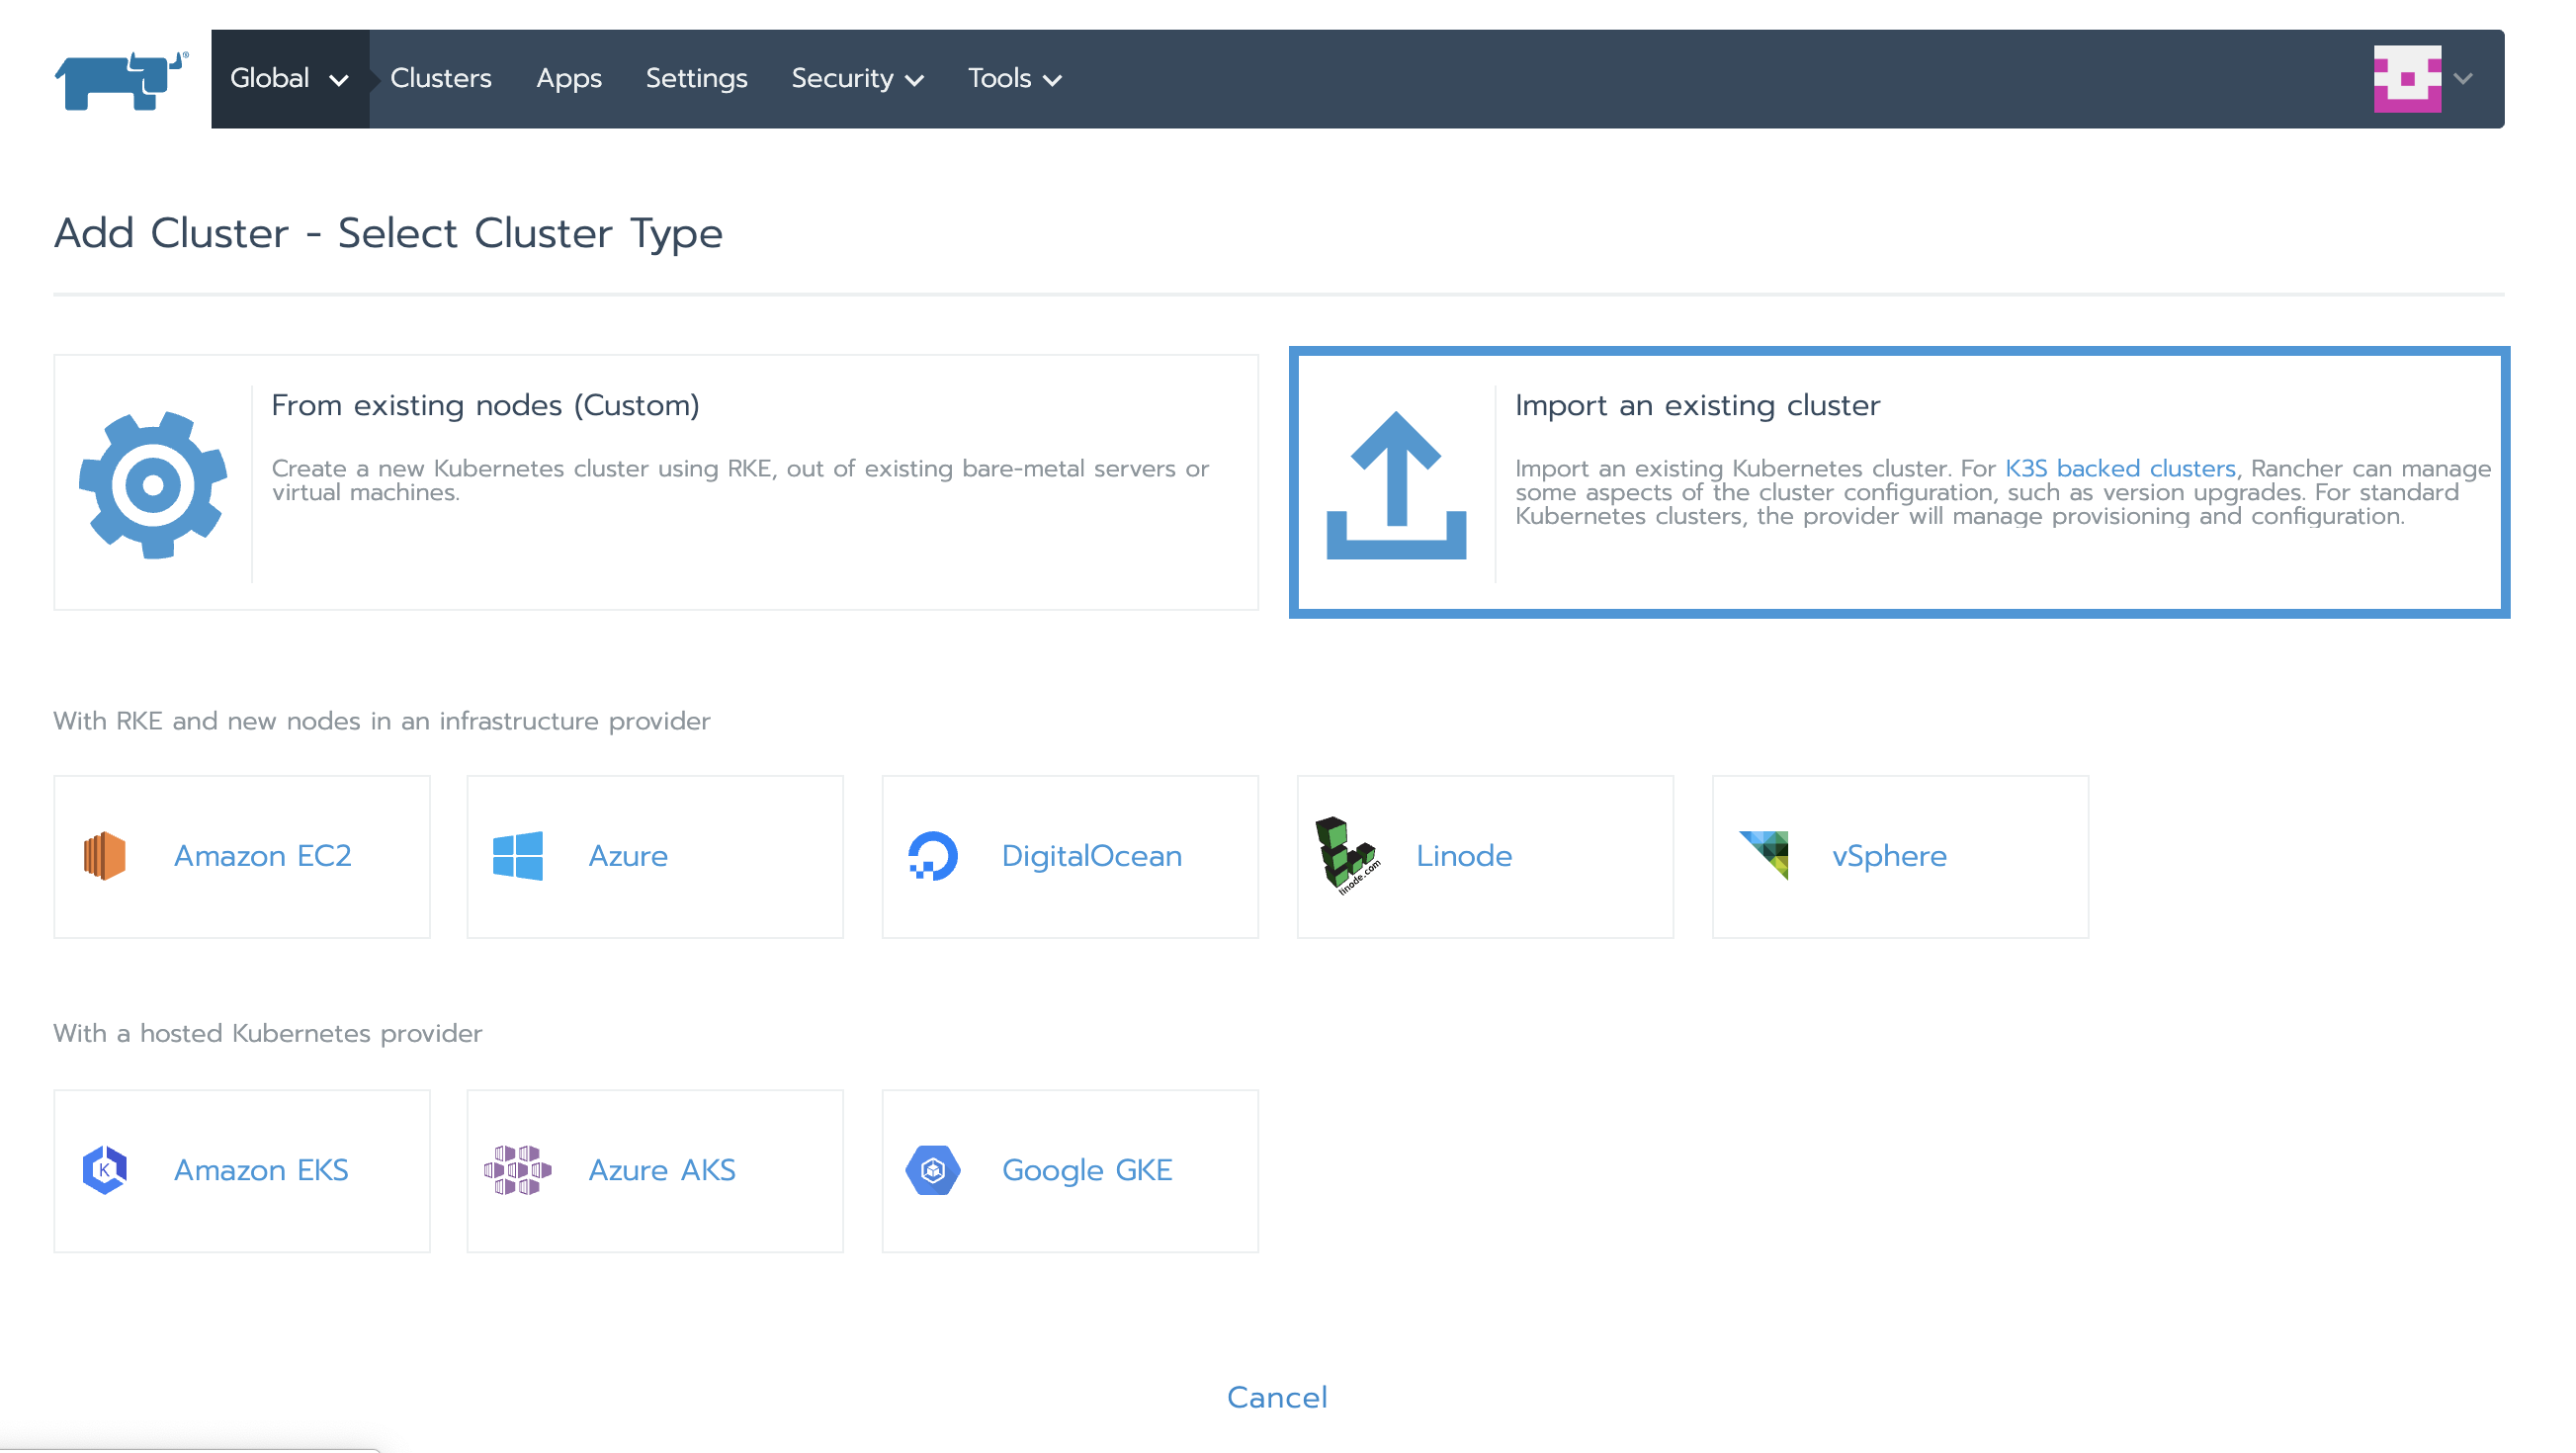 Global Clusters Apps Settings Security Tools
Add Cluster - Select Cluster Type
From existing nodes (Custom)
Create a new Kubernetes cluster using RKE, out of existing bare-metal servers or
virtual machines.
Import an existing cluster
Import an existing Kubernetes cluster. For K3S backed clusters, Rancher can manage
some aspects of the cluster configuration, such as version upgrades. For standard
Kubernetes clusters, the provider will manage provisioning and configuration.
With RKE and new nodes in an infrastructure provider
Amazon EC2
Azure
DigitalOcean
linode.com
Linode
vSphere
With a hosted Kubernetes provider
K
Amazon EKS
Azure AKS
Google GKE
Cancel